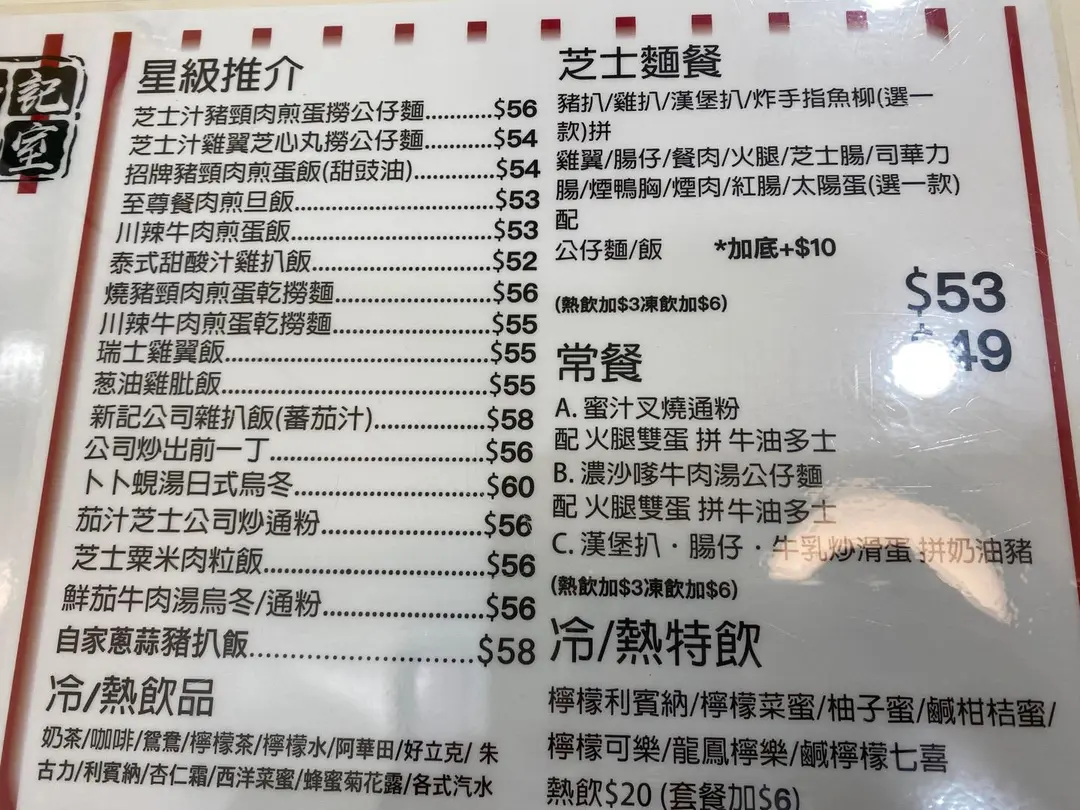 記
室
星級推介
芝士汁豬頸肉煎蛋撈公仔麵...........$56
芝士汁雞翼芝心丸撈公仔麵...........$54
招牌豬頸肉煎蛋飯(甜豉油)..............$54
至尊餐肉煎旦飯...........................$53
川辣牛肉煎蛋飯...........................$53
泰式甜酸汁雞扒飯........................$52
燒豬頸肉煎蛋乾撈麵.....................$56
川辣牛肉煎蛋乾撈麵.....................$55
瑞士雞翼飯...................................$55
葱油雞肶飯...................................$55
新記公司雜扒飯(蕃茄汁)................$58
公司炒出前一丁.............................$56
卜卜蜆湯日式烏冬.........................$60
茄汁芝士公司炒通粉.....................$56
芝士粟米肉粒飯............................$56
鮮茄牛肉湯烏冬/通粉....................$56
自家蔥蒜豬扒飯............................$58
冷/熱飲品
奶茶/咖啡/鴛鴦/檸檬茶/檸檬水/阿華田/好立克/ 朱
古力/利賓納/杏仁霜/西洋菜蜜/蜂蜜菊花露/各式汽水
芝士麵餐
豬扒/雞扒/漢堡扒/炸手指魚柳(選一
款)拼
雞翼/腸仔/餐肉/火腿/芝士腸/司華力
腸/煙鴨胸/煙肉/紅腸/太陽蛋(選一款)
配
公仔麵/飯 *加底+$10
$53
(熱飲加$3凍飲加$6)
$49
常餐
A. 蜜汁叉燒通粉
配 火腿雙蛋 拼 牛油多士
B. 濃沙嗲牛肉湯公仔麵
配 火腿雙蛋 拼 牛油多士
C. 漢堡扒・腸仔・牛乳炒滑蛋 拼奶油豬
(熱飲加$3凍飲加$6)
冷/熱特飲
檸檬利賓納/檸檬菜蜜/柚子蜜/鹹柑桔蜜/
檸檬可樂/龍鳳檸樂/鹹檸檬七喜
熱飲$20 (套餐加$6)